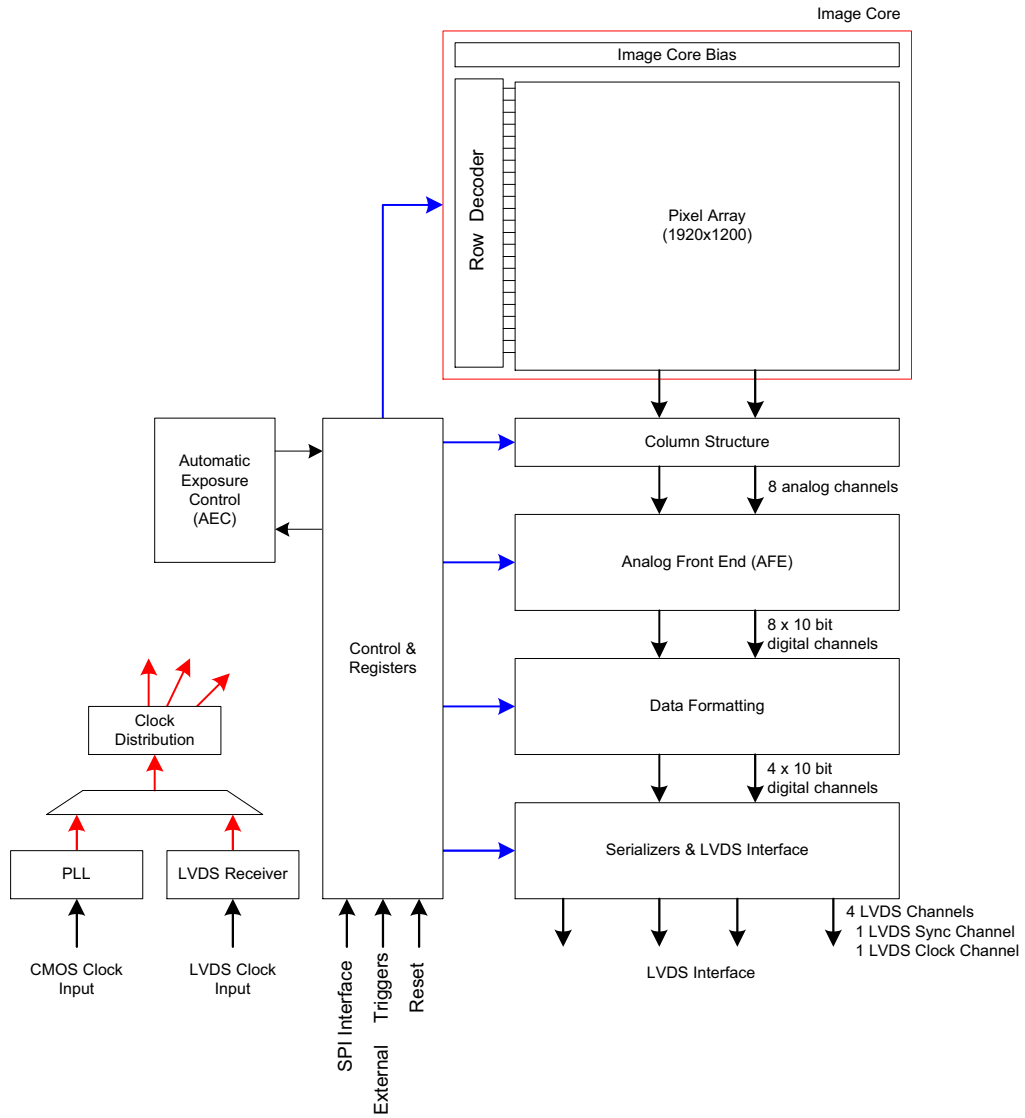 Image Core
Image Core Bias
Row Decoder
Pixel Array
(1920x1200)
Automatic
Exposure
Control
(AEC)
Column Structure
8 analog channels
Analog Front End (AFE)
8 x 10 bit
digital channels
Control &
Registers
Data Formatting
Clock
Distribution
4 x 10 bit
digital channels
Serializers & LVDS Interface
PLL
LVDS Receiver
4 LVDS Channels
1 LVDS Sync Channel
1 LVDS Clock Channel
CMOS Clock
Input
LVDS Clock
Input
LVDS Interface
SPI Interface
External Triggers
Reset